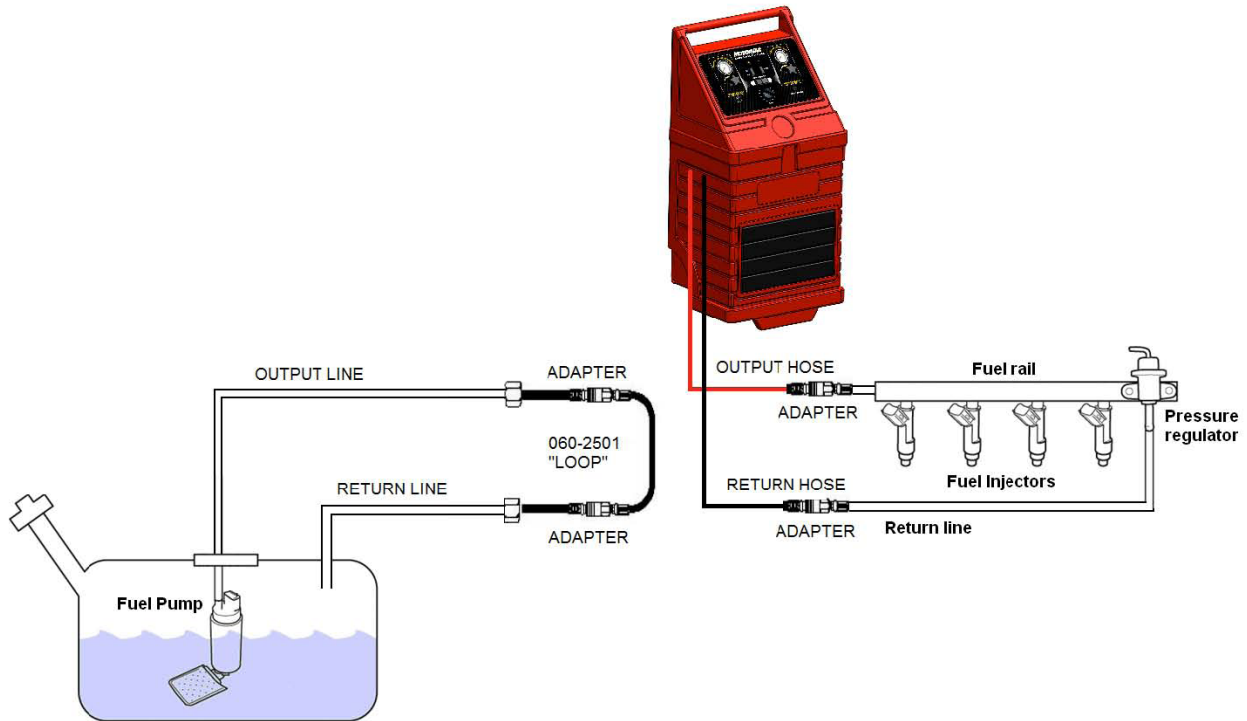 OUTPUT LINE
ADAPTER
060-2501
"LOOP"
RETURN LINE
ADAPTER
Fuel Pump
OUTPUT HOSE
ADAPTER
Fuel rail
Pressure
regulator
Fuel Injectors
RETURN HOSE
ADAPTER
Return line